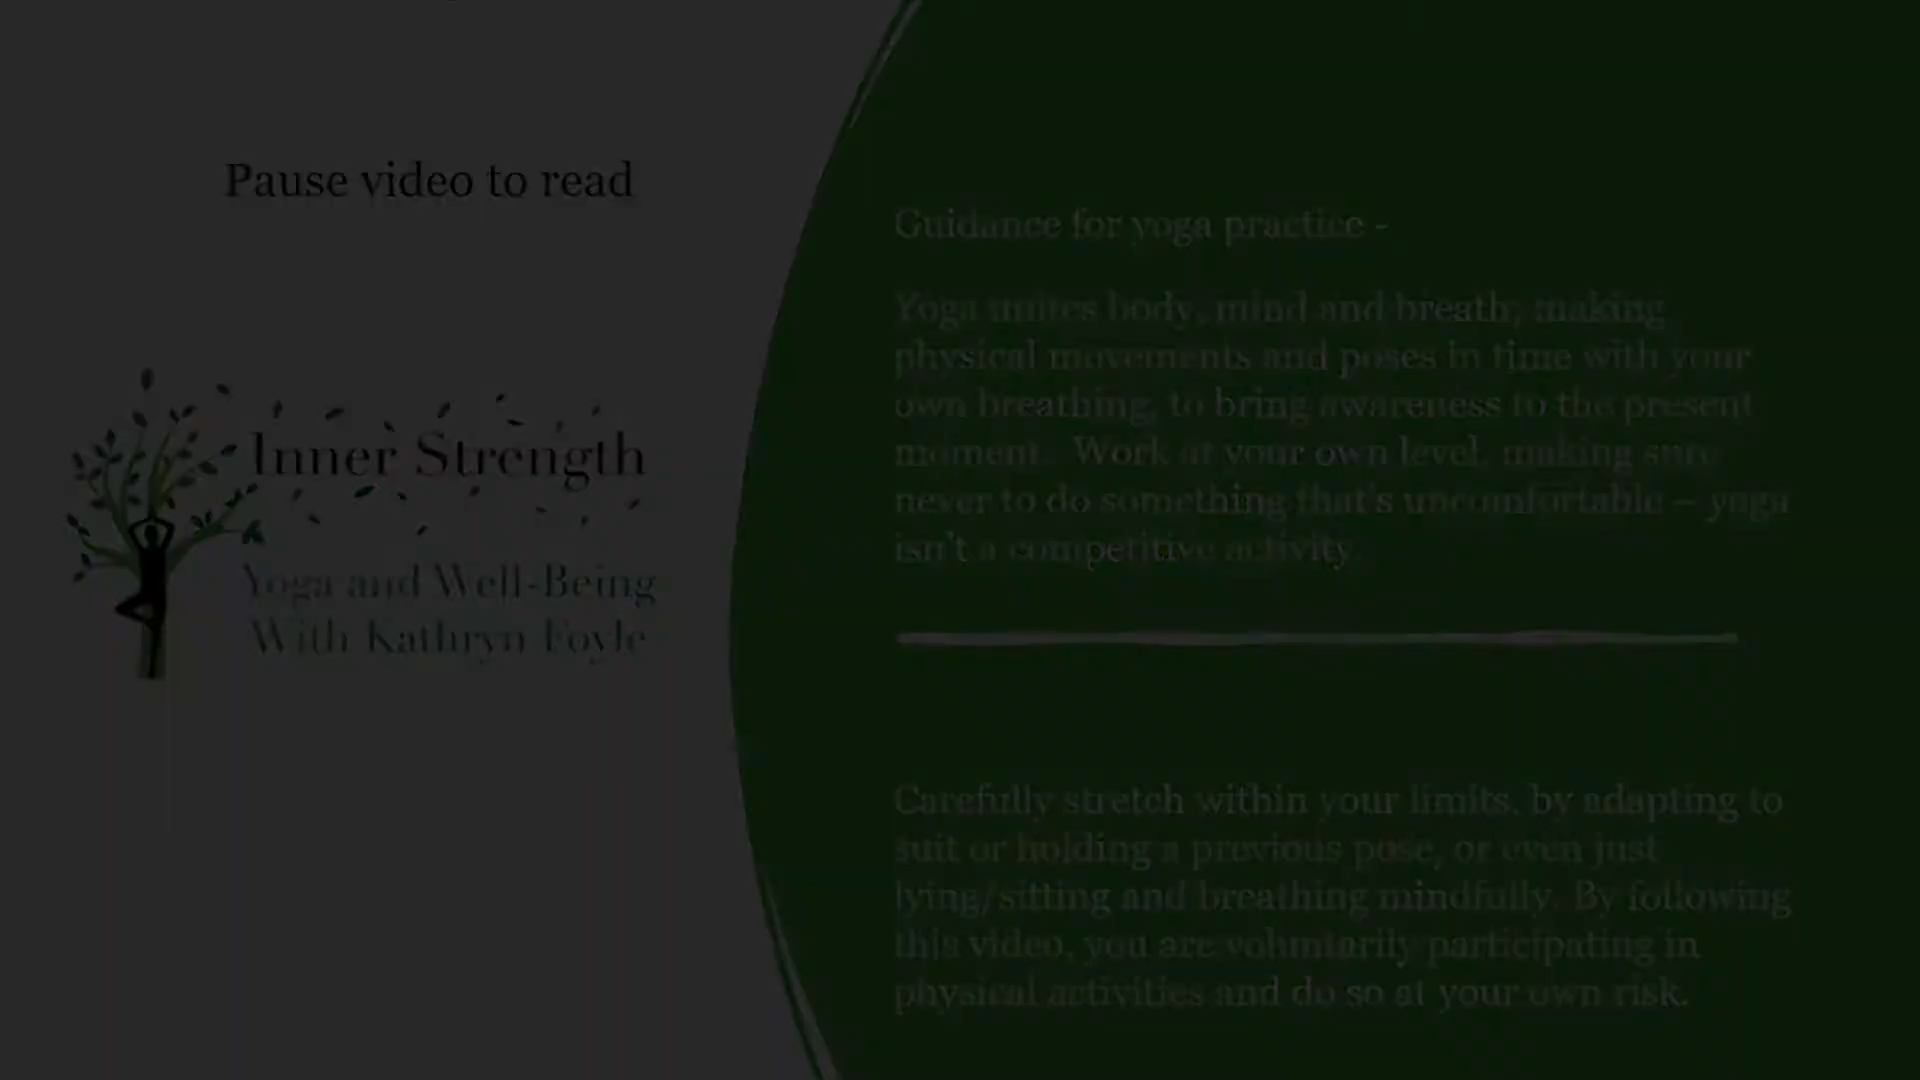 Pause video to read
Inner Strength
Yoga and Well-Being
With Kathryn Foyle
Guidance for yoga practice -
Yoga unites body, mind and breath; making
physical movements and poses in time with your
own breathing, to bring awareness to the present
moment. Work at your own level, making sure
never to do something that's uncomfortable – yoga
isn't a competitive activity.
Carefully stretch within your limits, by adapting to
suit or holding a previous pose, or even just
lying/sitting and breathing mindfully. By following
this video, you are voluntarily participating in
physical activities and do so at your own risk.